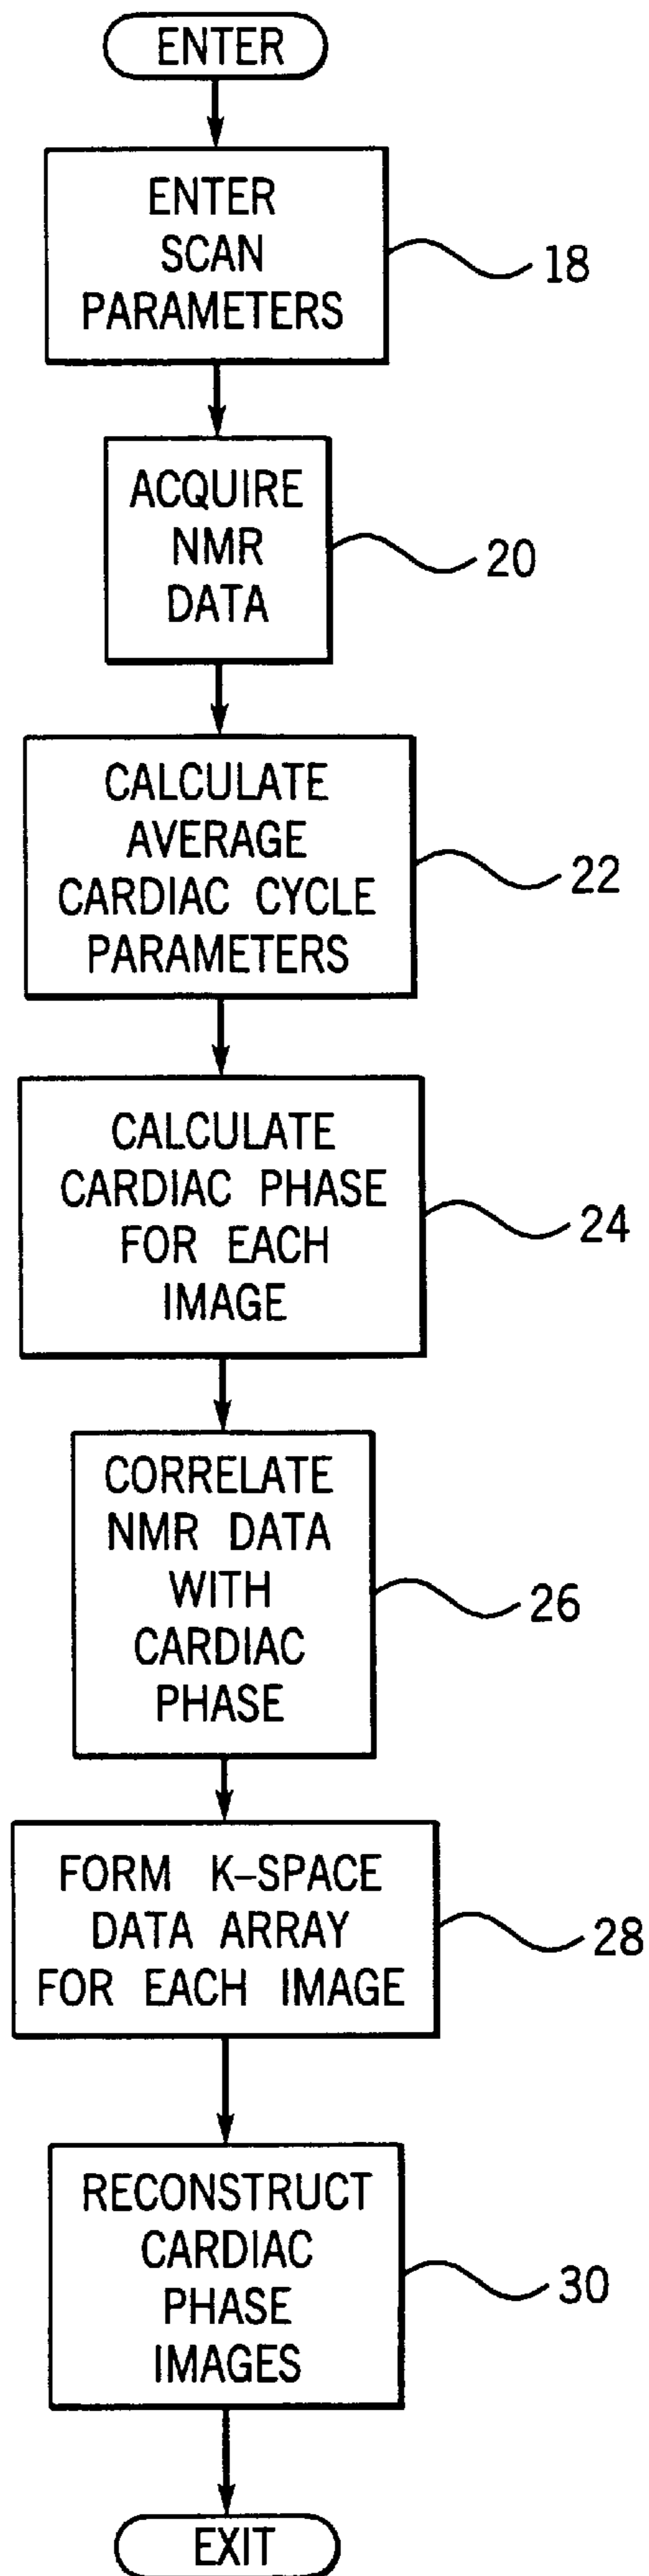 ENTER
ENTER
SCAN
PARAMETERS
18
ACQUIRE
NMR
DATA
20
CALCULATE
AVERAGE
CARDIAC CYCLE
PARAMETERS
22
CALCULATE
CARDIAC PHASE
FOR EACH
IMAGE
24
CORRELATE
NMR DATA
WITH
CARDIAC
PHASE
26
FORM K-SPACE
DATA ARRAY
FOR EACH IMAGE
28
RECONSTRUCT
CARDIAC
PHASE
IMAGES
30
EXIT